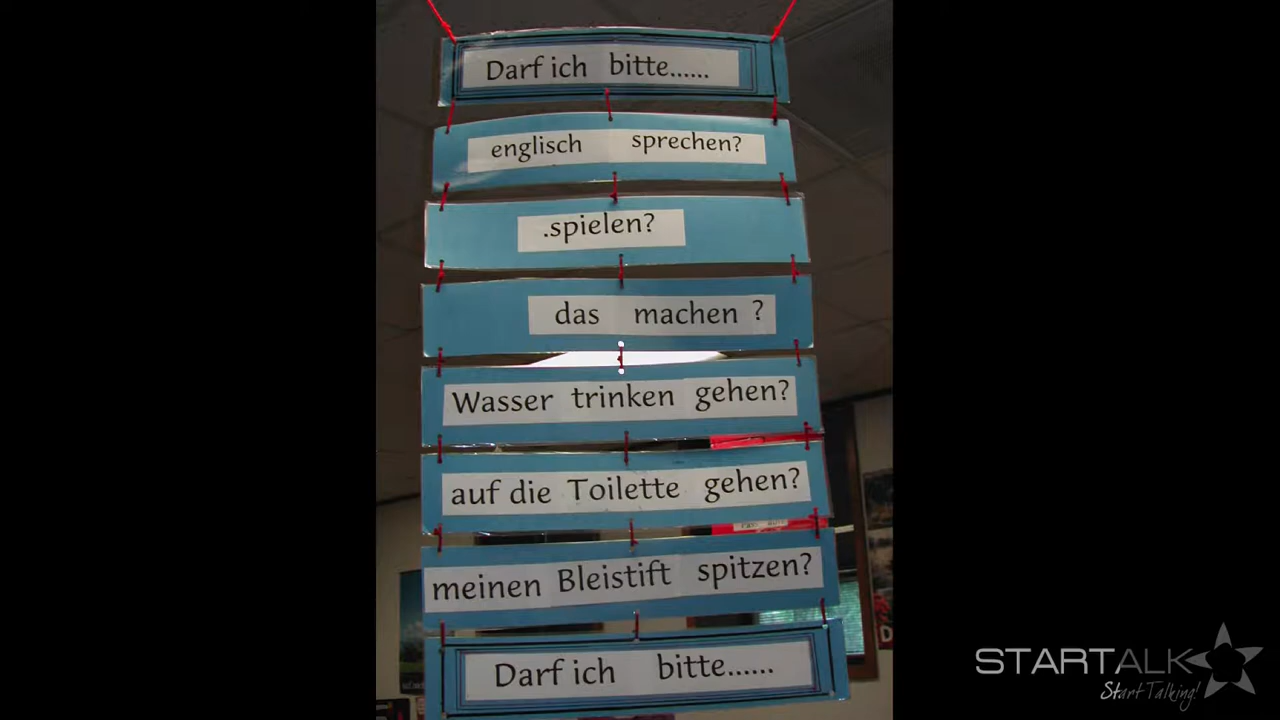 Darf ich bitte......
englisch sprechen?
.spielen?
das machen ?
Wasser trinken gehen?
auf die Toilette gehen?
meinen Bleistift spitzen?
Darf ich bitte......
STARTALK
Start Talking!